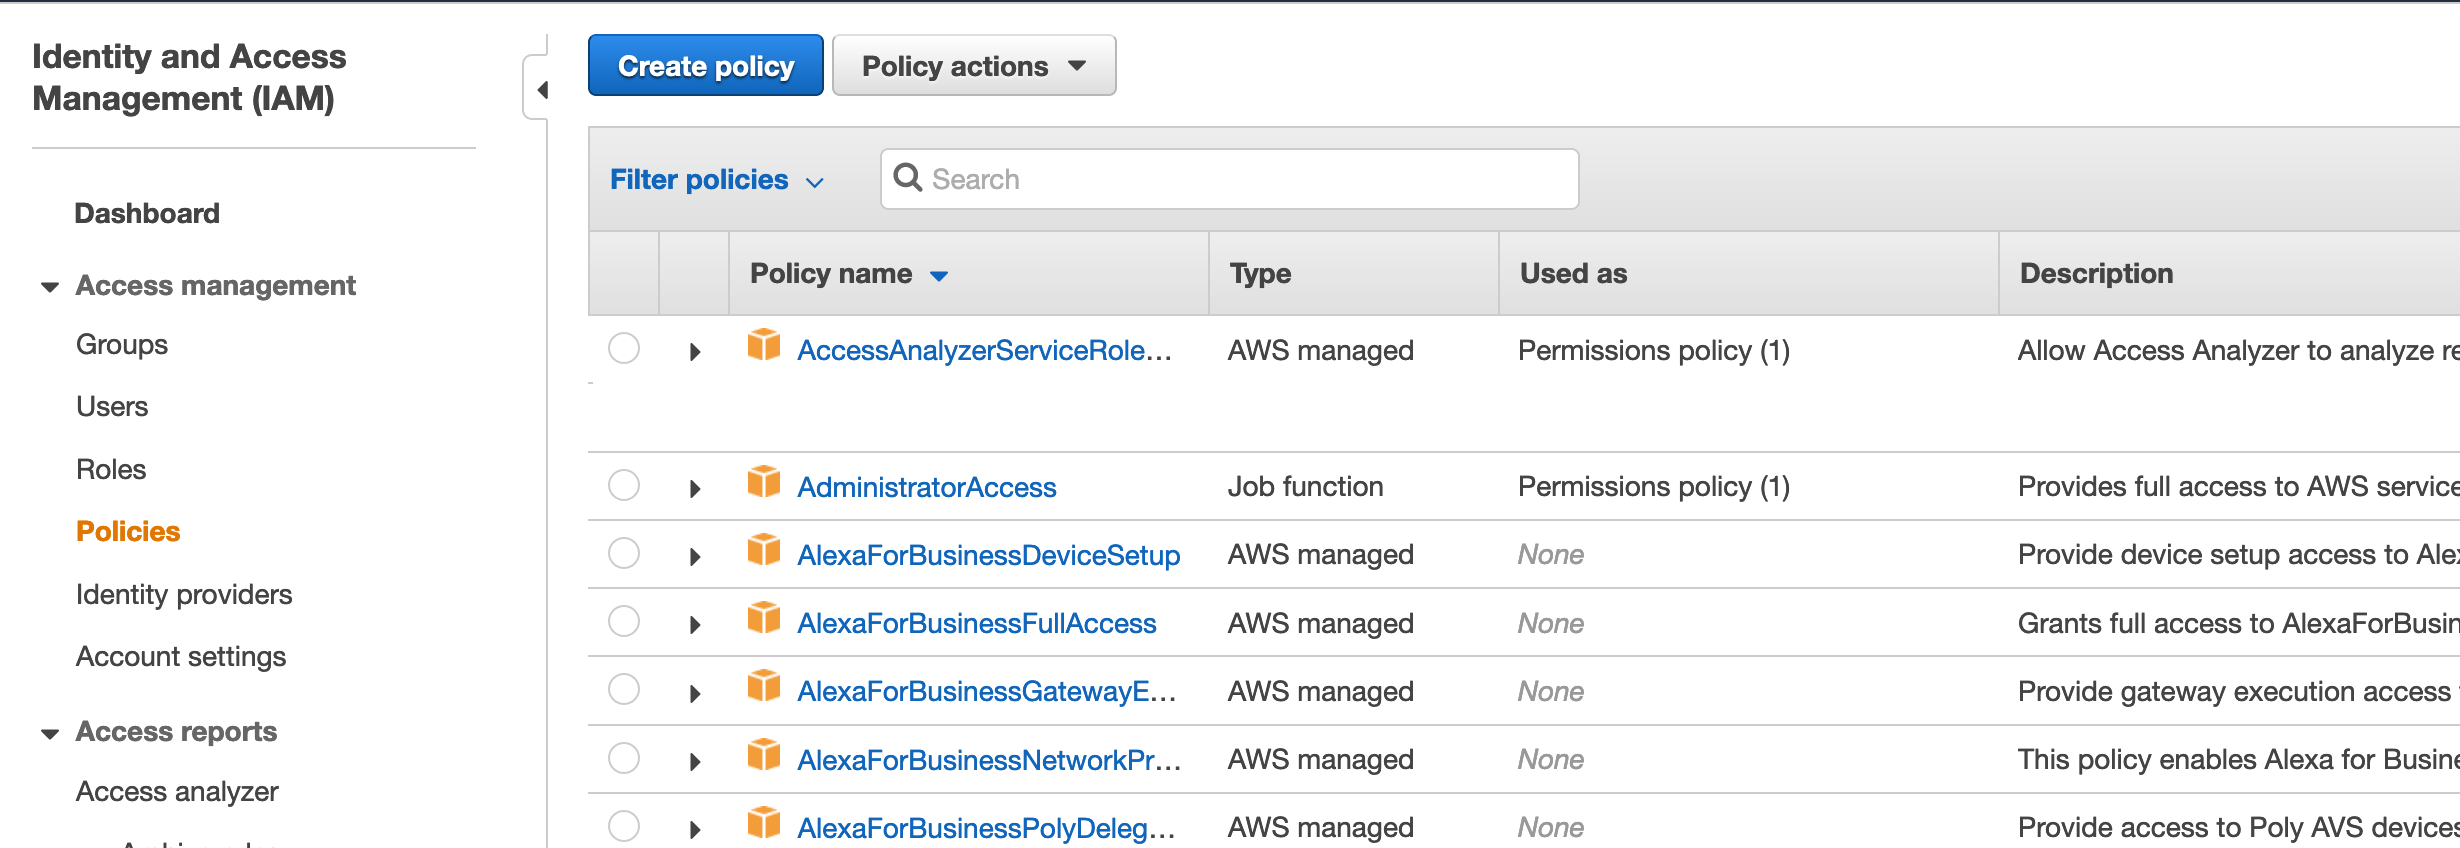 Identity and Access
Management (IAM)
Dashboard
Access management
Groups
Users
Roles
Policies
Identity providers
Account settings
Access reports
Access analyzer
Create policy
Policy actions
Filter policies
Search
Policy name Type Used as Description
AccessAnalyzerServiceRole... AWS managed Permissions policy (1) Allow Access Analyzer to analyze re
AdministratorAccess Job function Permissions policy (1) Provides full access to AWS service
AlexaForBusinessDeviceSetup AWS managed None Provide device setup access to Alex
AlexaForBusinessFullAccess AWS managed None Grants full access to AlexaForBusin
AlexaForBusinessGatewayE... AWS managed None Provide gateway execution access
AlexaForBusinessNetworkPr... AWS managed None This policy enables Alexa for Busine
AlexaForBusinessPolyDeleg... AWS managed None Provide access to Poly AVS devices